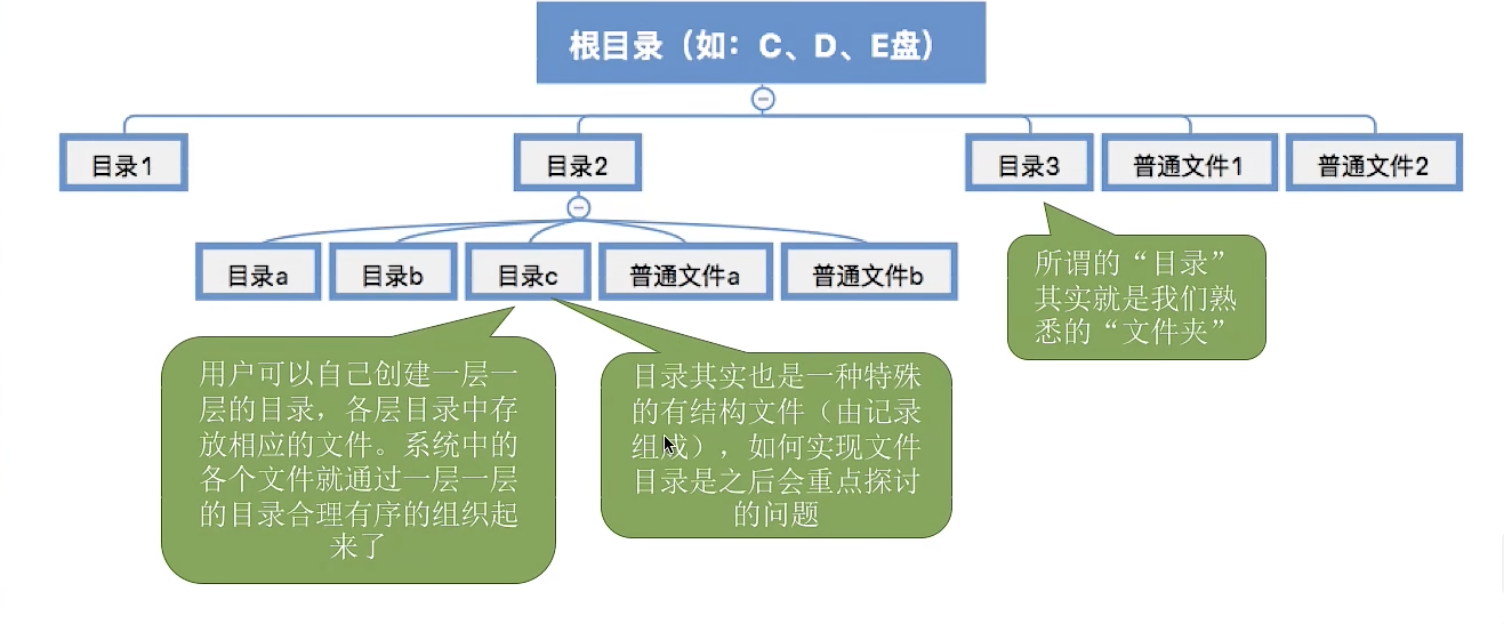 根目录（如：C、D、E盘）
目录1
目录2
目录3
普通文件1
普通文件2
目录a
目录b
目录c
普通文件a
普通文件b
所谓的“目录”
其实就是我们熟
悉的“文件夹”
用户可以自己创建一层一
层的目录，各层目录中存
放相应的文件。系统中的
各个文件就通过一层一层
的目录合理有序的组织起
来了
目录其实也是一种特殊
的有结构文件（由记录
组成），如何实现文件
目录是之后会重点探讨
的问题